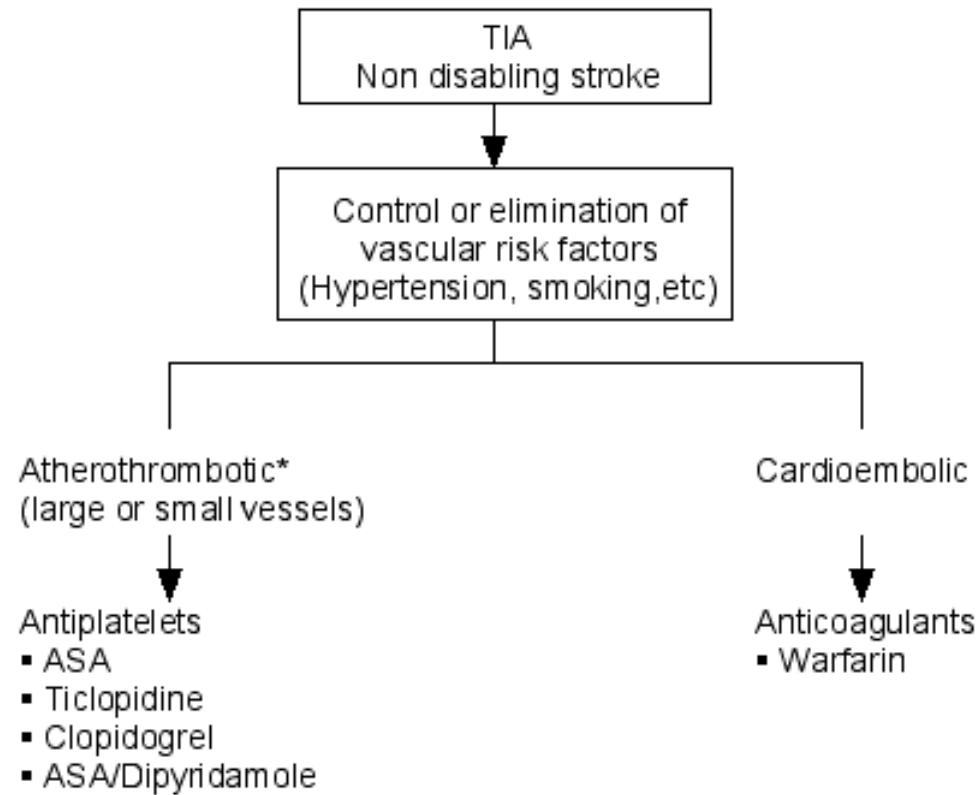 TIA
Non disabling stroke
Control or elimination of
vascular risk factors
(Hypertension, smoking,etc)
Atherothrombotic*
(large or small vessels)
Cardioembolic
Antiplatelets
▪ ASA
▪ Ticlopidine
▪ Clopidogrel
▪ ASA/Dipyridamole
Anticoagulants
▪ Warfarin